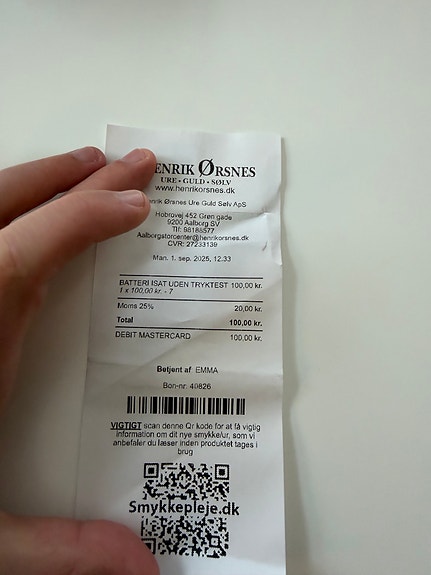 ENRIK ØRSNES
URE • GULD • SØLV
www.henrikorsnes.dk
enrik Ørsnes Ure Guld Sølv ApS
Hobrovej 452 Grøn gade
9200 Aalborg SV
Tlf: 98188577
Aalborgstorcenter@henrikorsnes.dk
CVR: 27233139
Man. 1. sep. 2025, 12.33
BATTERI ISAT UDEN TRYKTEST 100,00 kr.
1 x 100,00 kr. - 7
Moms 25% 20,00 kr.
Total 100,00 kr.
DEBIT MASTERCARD 100,00 kr.
Betjent af EMMA
Bon-nr. 40826
VIGTIGT scan denne Qr kode for at få vigtig
information om dit nye smykke/ur, som vi
anbefaler du læser inden produktet tages i
brug
Smykkepleje.dk